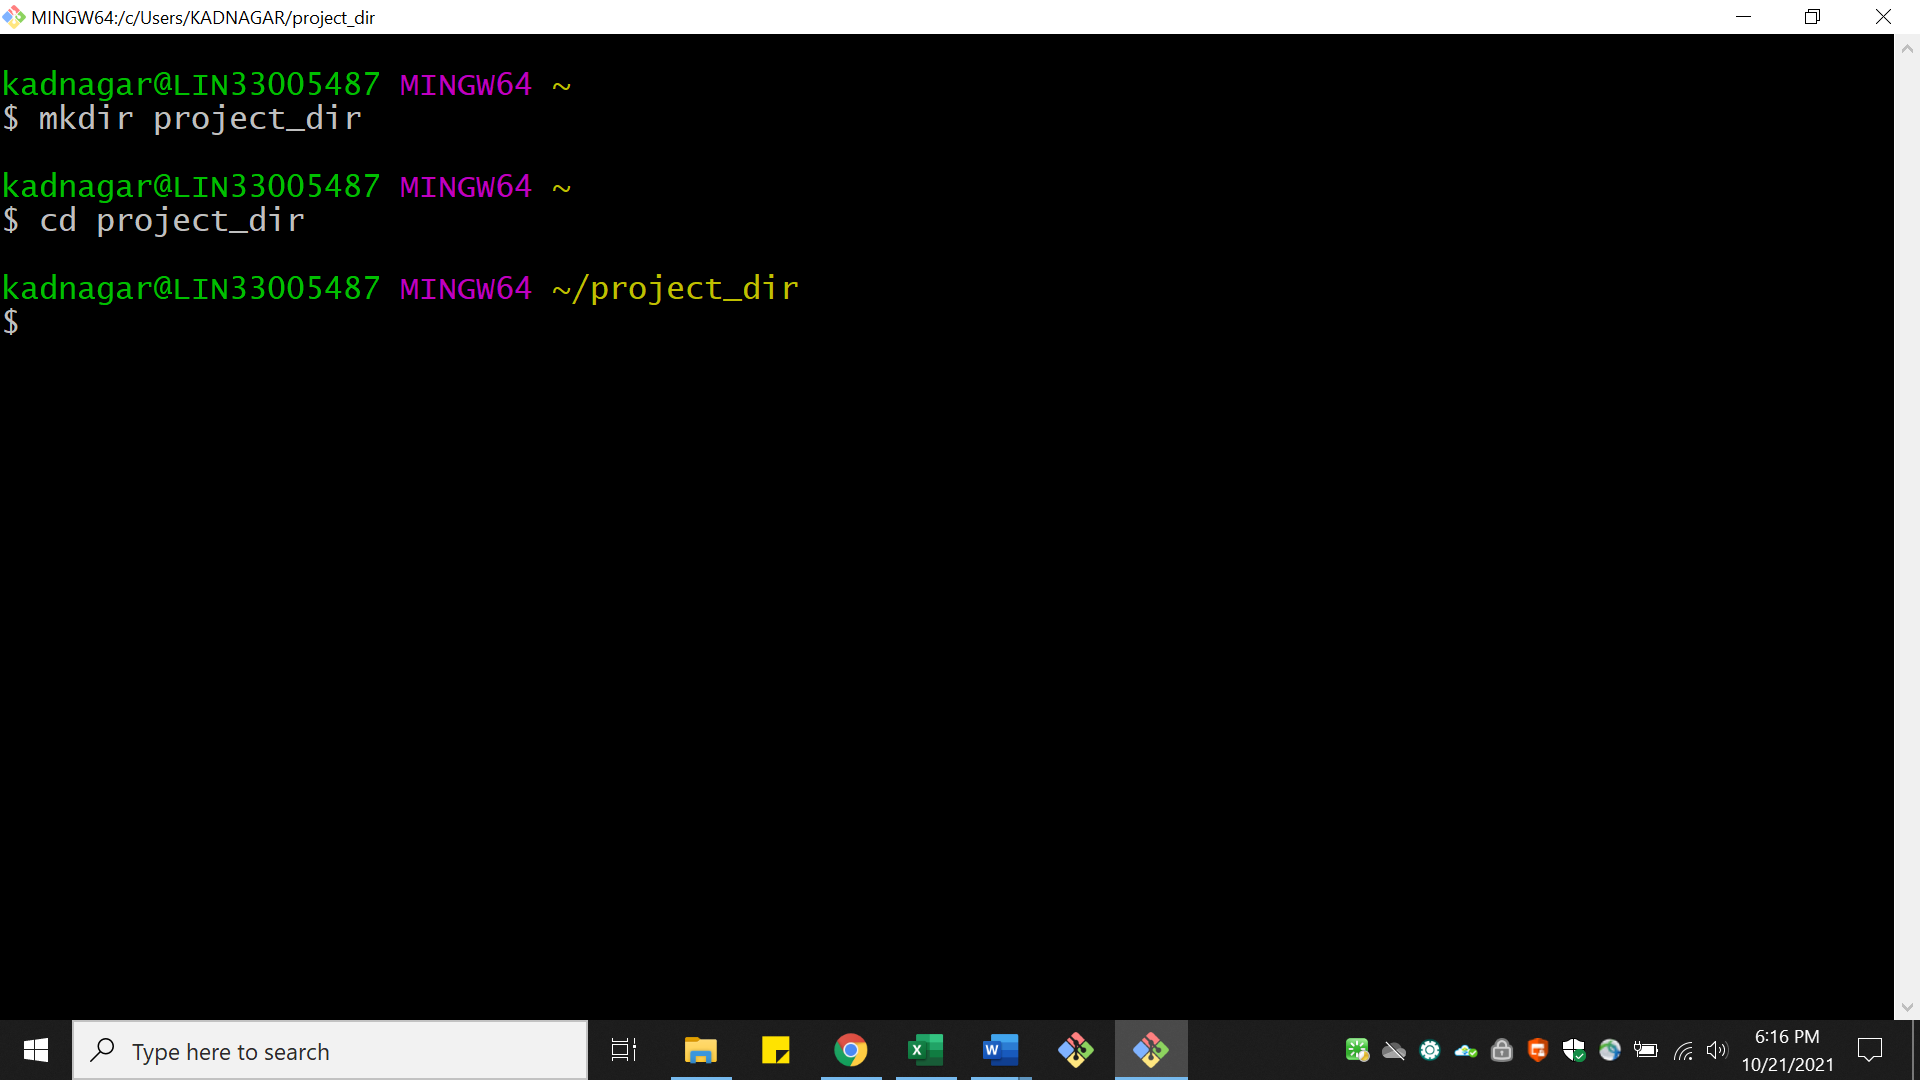 MINGW64:/c/Users/KADNAGAR/project_dir
kadnagar@LIN33005487 MINGW64 ~
$ mkdir project_dir
kadnagar@LIN33005487 MINGW64 ~
$ cd project_dir
kadnagar@LIN33005487 MINGW64 ~/project_dir
$
Type here to search
X
W
6:16 PM
10/21/2021